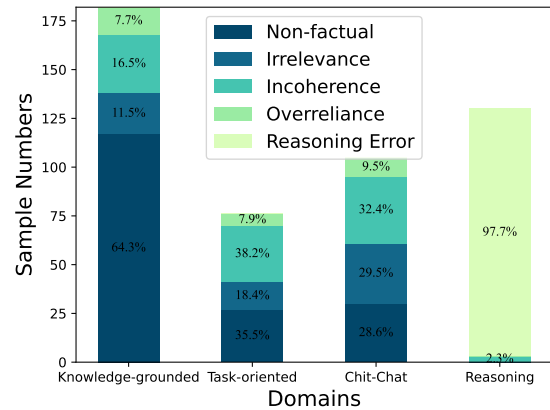 Sample Numbers
175
150
125
100
75
50
25
0
Non-factual
Irrelevance
Incoherence
Overreliance
Reasoning Error
7.7%
16.5%
11.5%
64.3%
7.9%
38.2%
18.4%
35.5%
9.5%
32.4%
29.5%
28.6%
97.7%
2.3%
Knowledge-grounded
Task-oriented
Chit-Chat
Reasoning
Domains